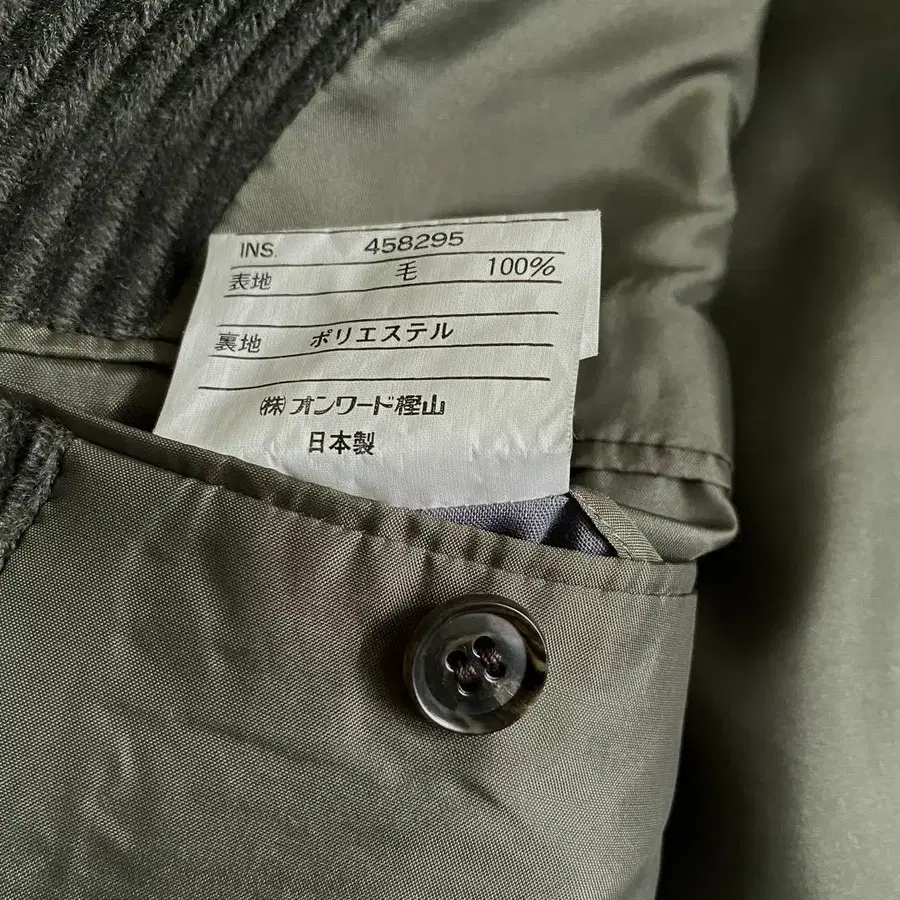 INS. 458295
表地 毛 100%
裏地 ポリエステル
㈱オンワード樫山
日本製